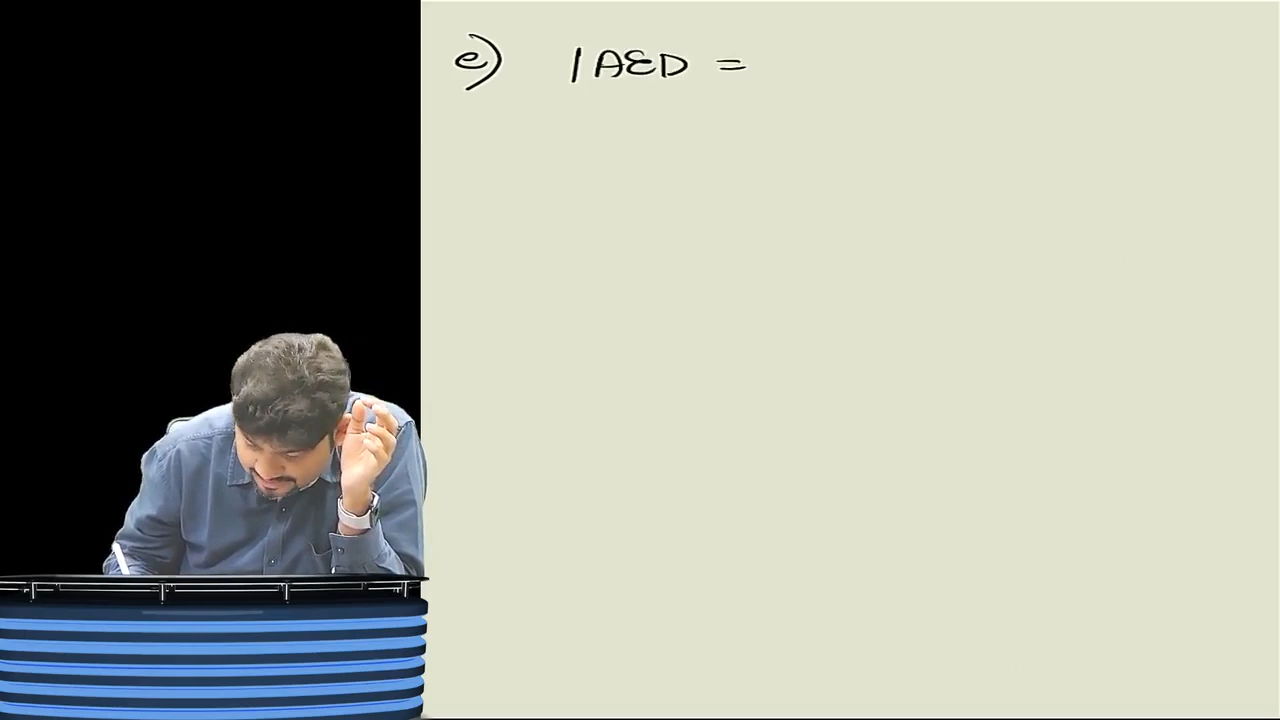 e) 1 AED =